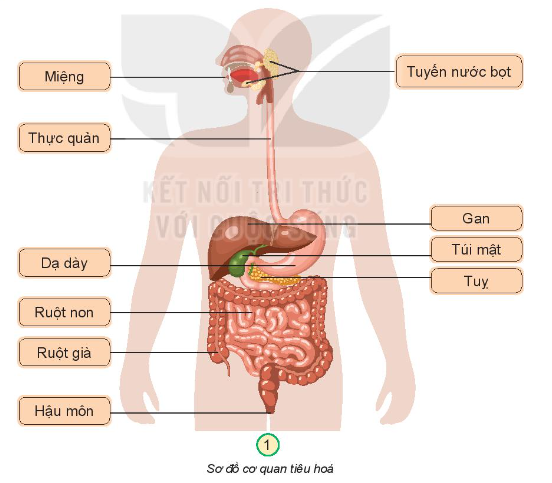 Miệng
Tuyến nước bọt
Thực quản
KẾT NỐI TRI THỨC
VỚI CUỘC SỐNG
Gan
Túi mật
Dạ dày
Tuỵ
Ruột non
Ruột già
Hậu môn
1
Sơ đồ cơ quan tiêu hoá